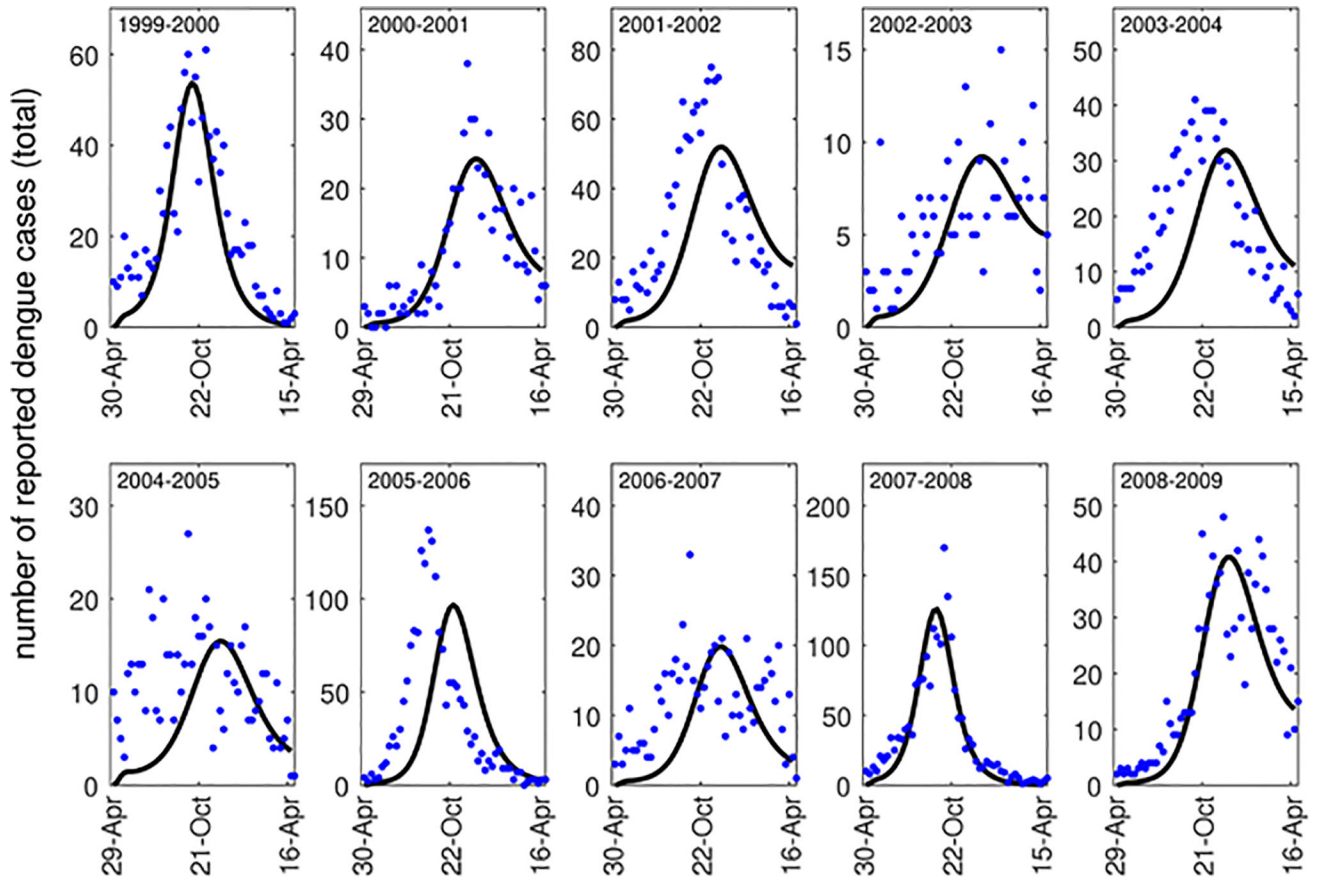 number of reported dengue cases (total)
1999-2000
60
40
20
0
30-Apr
22-Oct
15-Apr
2000-2001
40
30
20
10
0
29-Apr
21-Oct
16-Apr
2001-2002
80
60
40
20
0
30-Apr
22-Oct
16-Apr
2002-2003
15
10
5
0
30-Apr
22-Oct
16-Apr
2003-2004
50
40
30
20
10
0
30-Apr
22-Oct
15-Apr
2004-2005
30
20
10
0
29-Apr
21-Oct
16-Apr
2005-2006
150
100
50
0
30-Apr
22-Oct
16-Apr
2006-2007
40
30
20
10
0
30-Apr
22-Oct
16-Apr
2007-2008
200
150
100
50
0
30-Apr
22-Oct
15-Apr
2008-2009
50
40
30
20
10
0
29-Apr
21-Oct
16-Apr